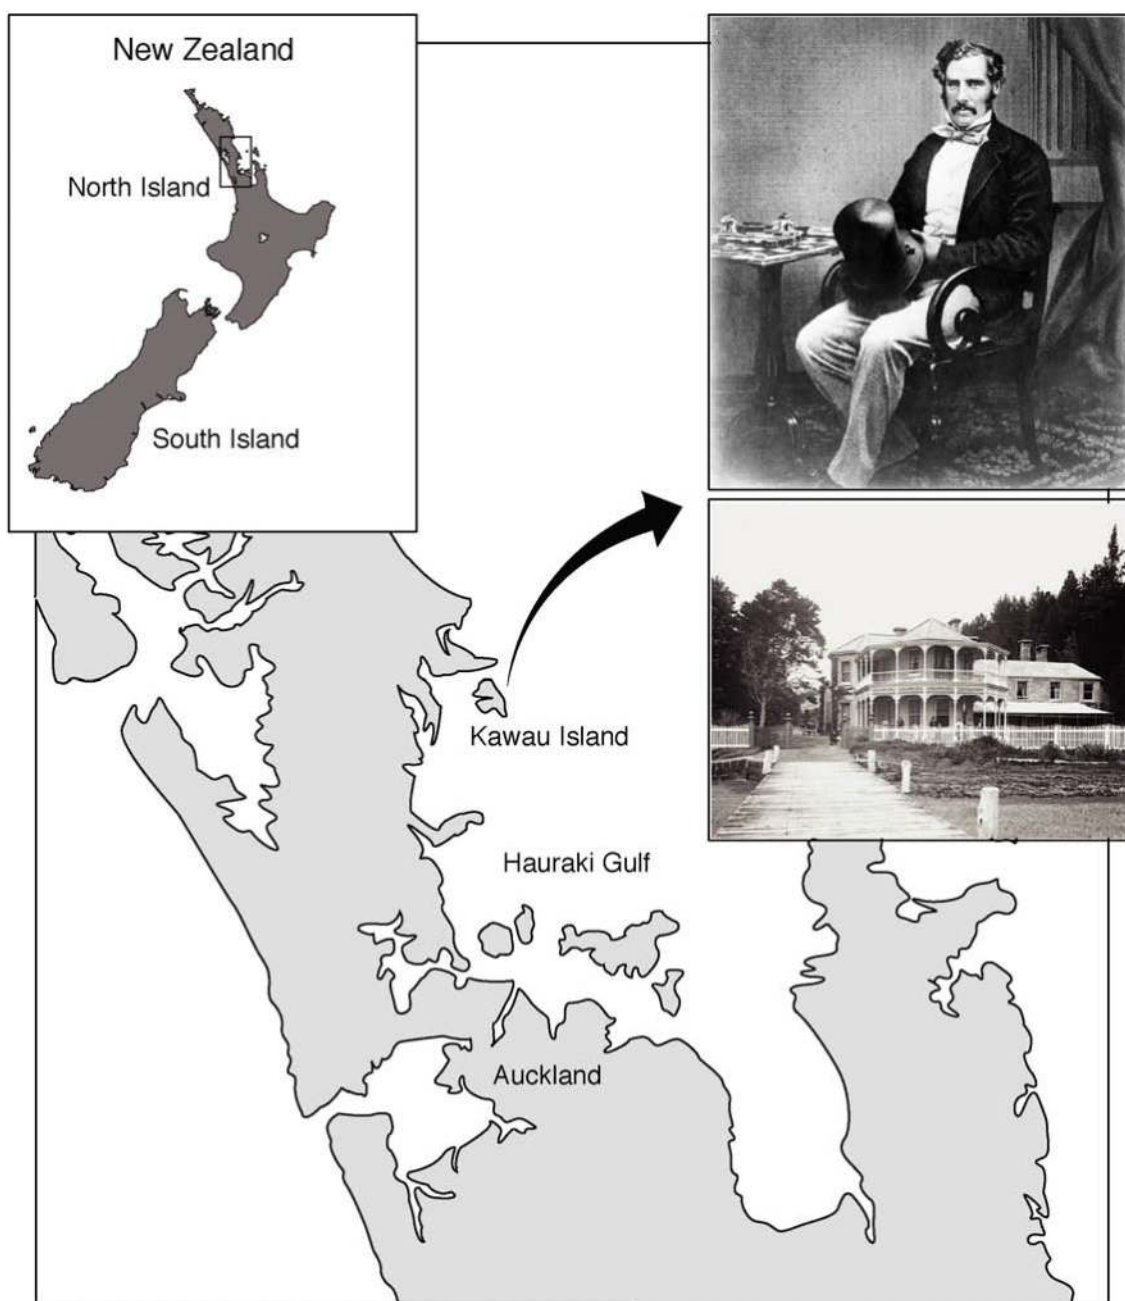 New Zealand
North Island
South Island
Kawau Island
Hauraki Gulf
Auckland